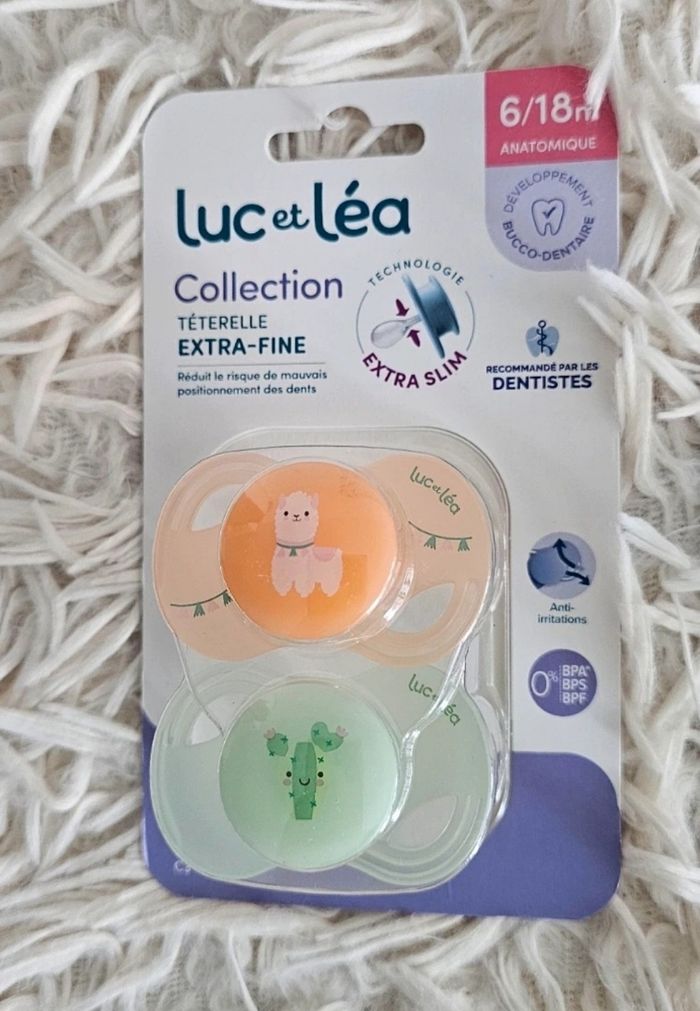 6/18m
ANATOMIQUE
DÉVELOPPEMENT
BUCCO-DENTAIRE
luc et léa
Collection
TÉTERELLE
EXTRA-FINE
Réduit le risque de mauvais
positionnement des dents
TECHNOLOGIE
EXTRA SLIM
RECOMMANDÉ PAR LES
DENTISTES
luc et léa
Anti-
irritations
0% BPA*
BPS
BPF
luc et léa